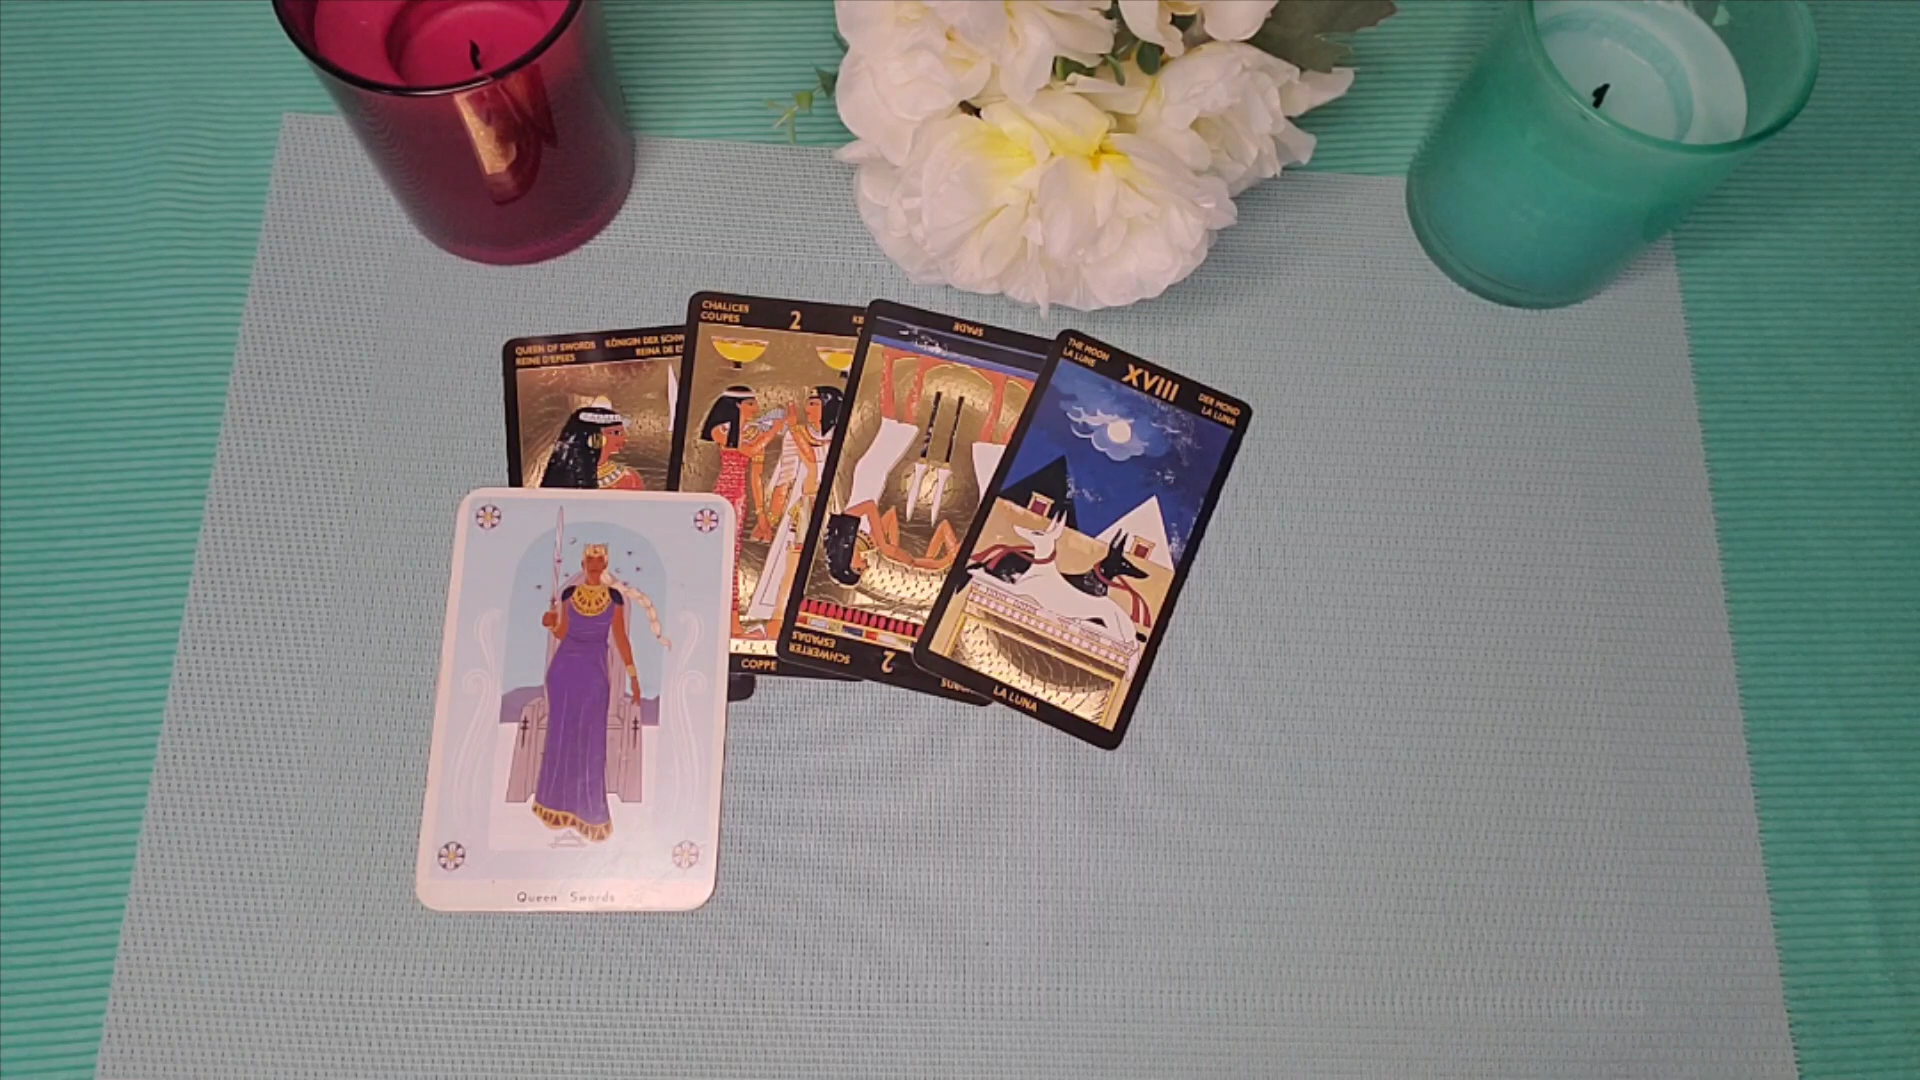 QUEEN OF SWORDS KÖNIGIN DER SCHW
REINE D'EPEES REINA DE ES
CHALICES
COUPES
2
KE
COPPE
SPADE
SCHWERTER
ESPADAS
2
THE MOON
LA LUNE
XVIII
DER MOND
LA LUNA
LA LUNA
Queen Swords